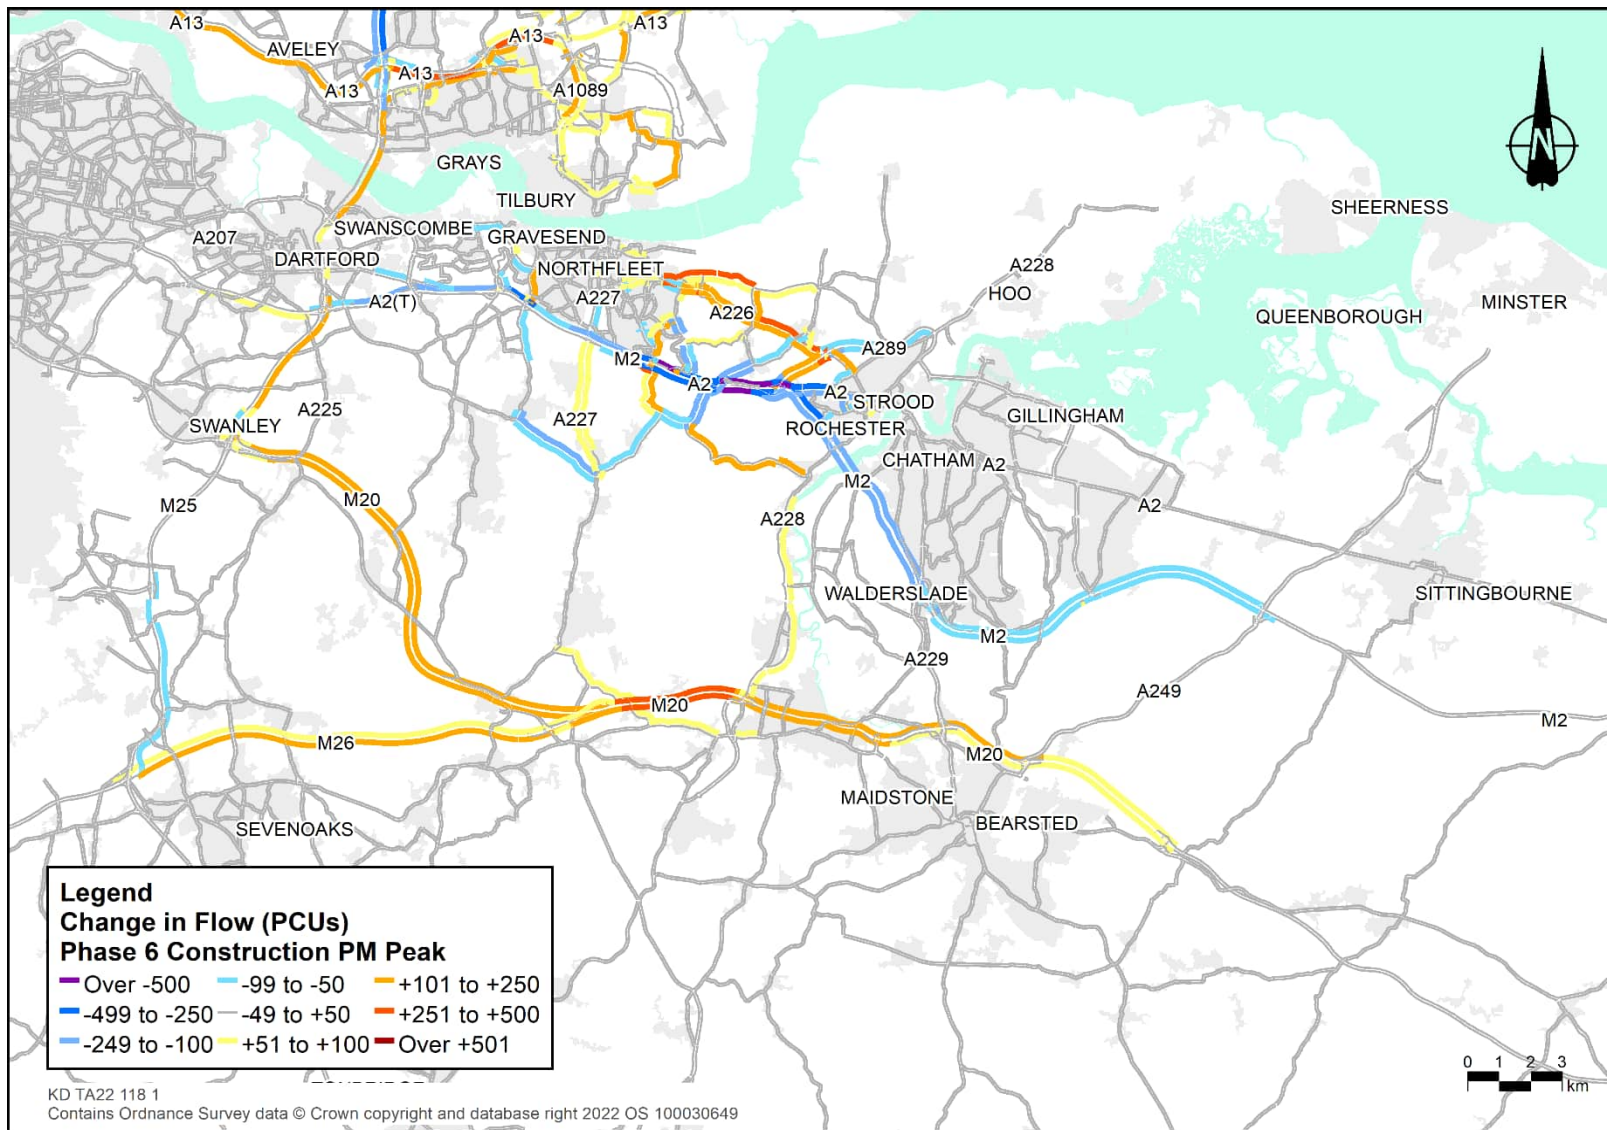 A13
A13
A13
AVELEY
A13
A13
A1089
GRAYS
TILBURY
SHEERNESS
SWANSCOMBE
A207
GRAVESEND
DARTFORD
NORTHFLEET
A228
HOO
A2(T)
A227
MINSTER
A226
QUEENBOROUGH
M2
A289
A2
A2
STROOD
A225
SWANLEY
A227
ROCHESTER
GILLINGHAM
CHATHAM
A2
M2
M20
M25
A228
A2
WALDERSLADE
SITTINGBOURNE
M2
A229
A249
M20
M2
M26
M20
MAIDSTONE
BEARSTED
SEVENOAKS
Legend
Change in Flow (PCUs)
Phase 6 Construction PM Peak
Over -500 -99 to -50 +101 to +250
-499 to -250 -49 to +50 +251 to +500
-249 to -100 +51 to +100 Over +501
N
0 1 2 3
km
KD TA22 118 1
Contains Ordnance Survey data © Crown copyright and database right 2022 OS 100030649